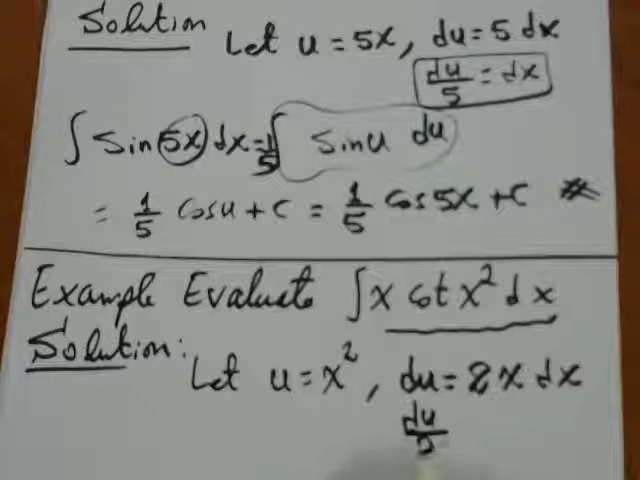 Solution
Let u = 5x, du = 5 dx
du/5 = dx
∫ Sin 5x dx = 1/5 ∫ Sin u du
= 1/5 Cos u + C = 1/5 Cos 5x + C
Example Evaluate ∫ x cot x² dx
Solution:
Let u = x², du = 2x dx
du/2